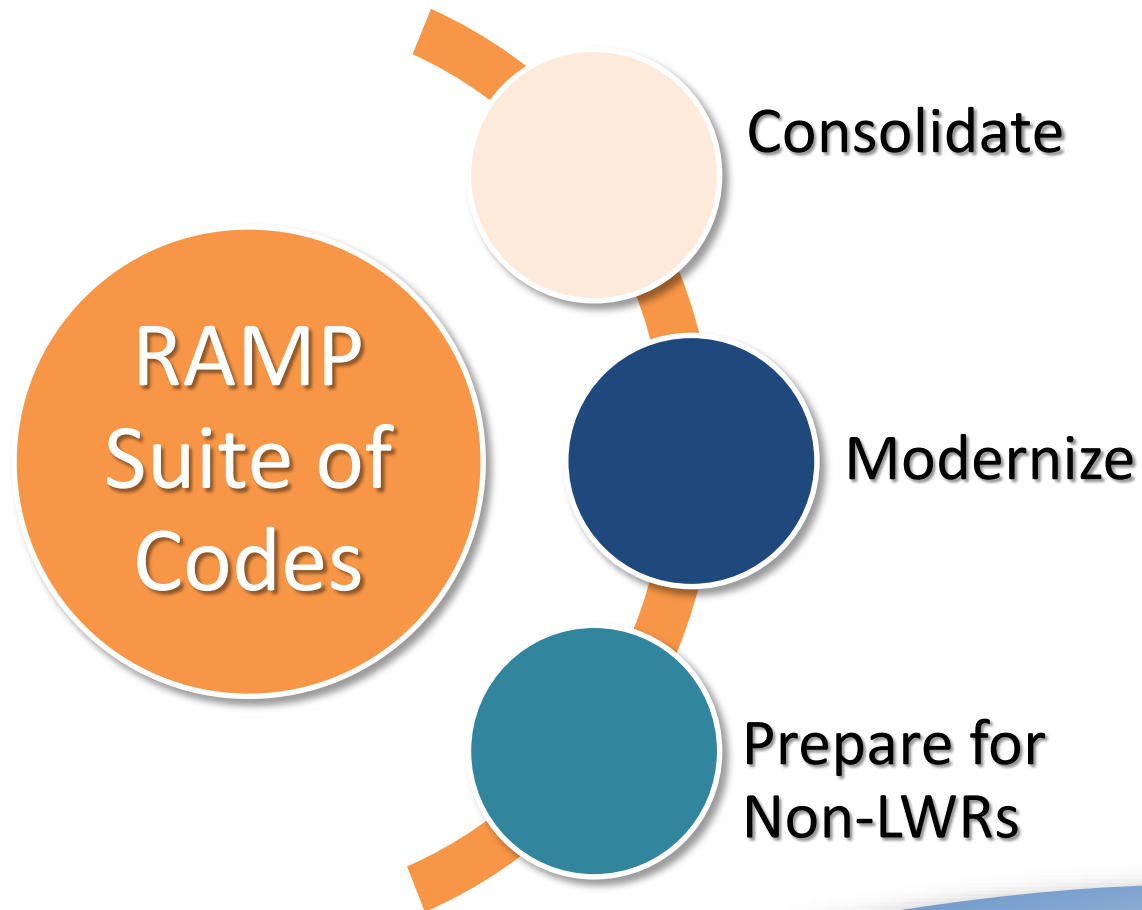 RAMP
Suite of
Codes
Consolidate
Modernize
Prepare for
Non-LWRs